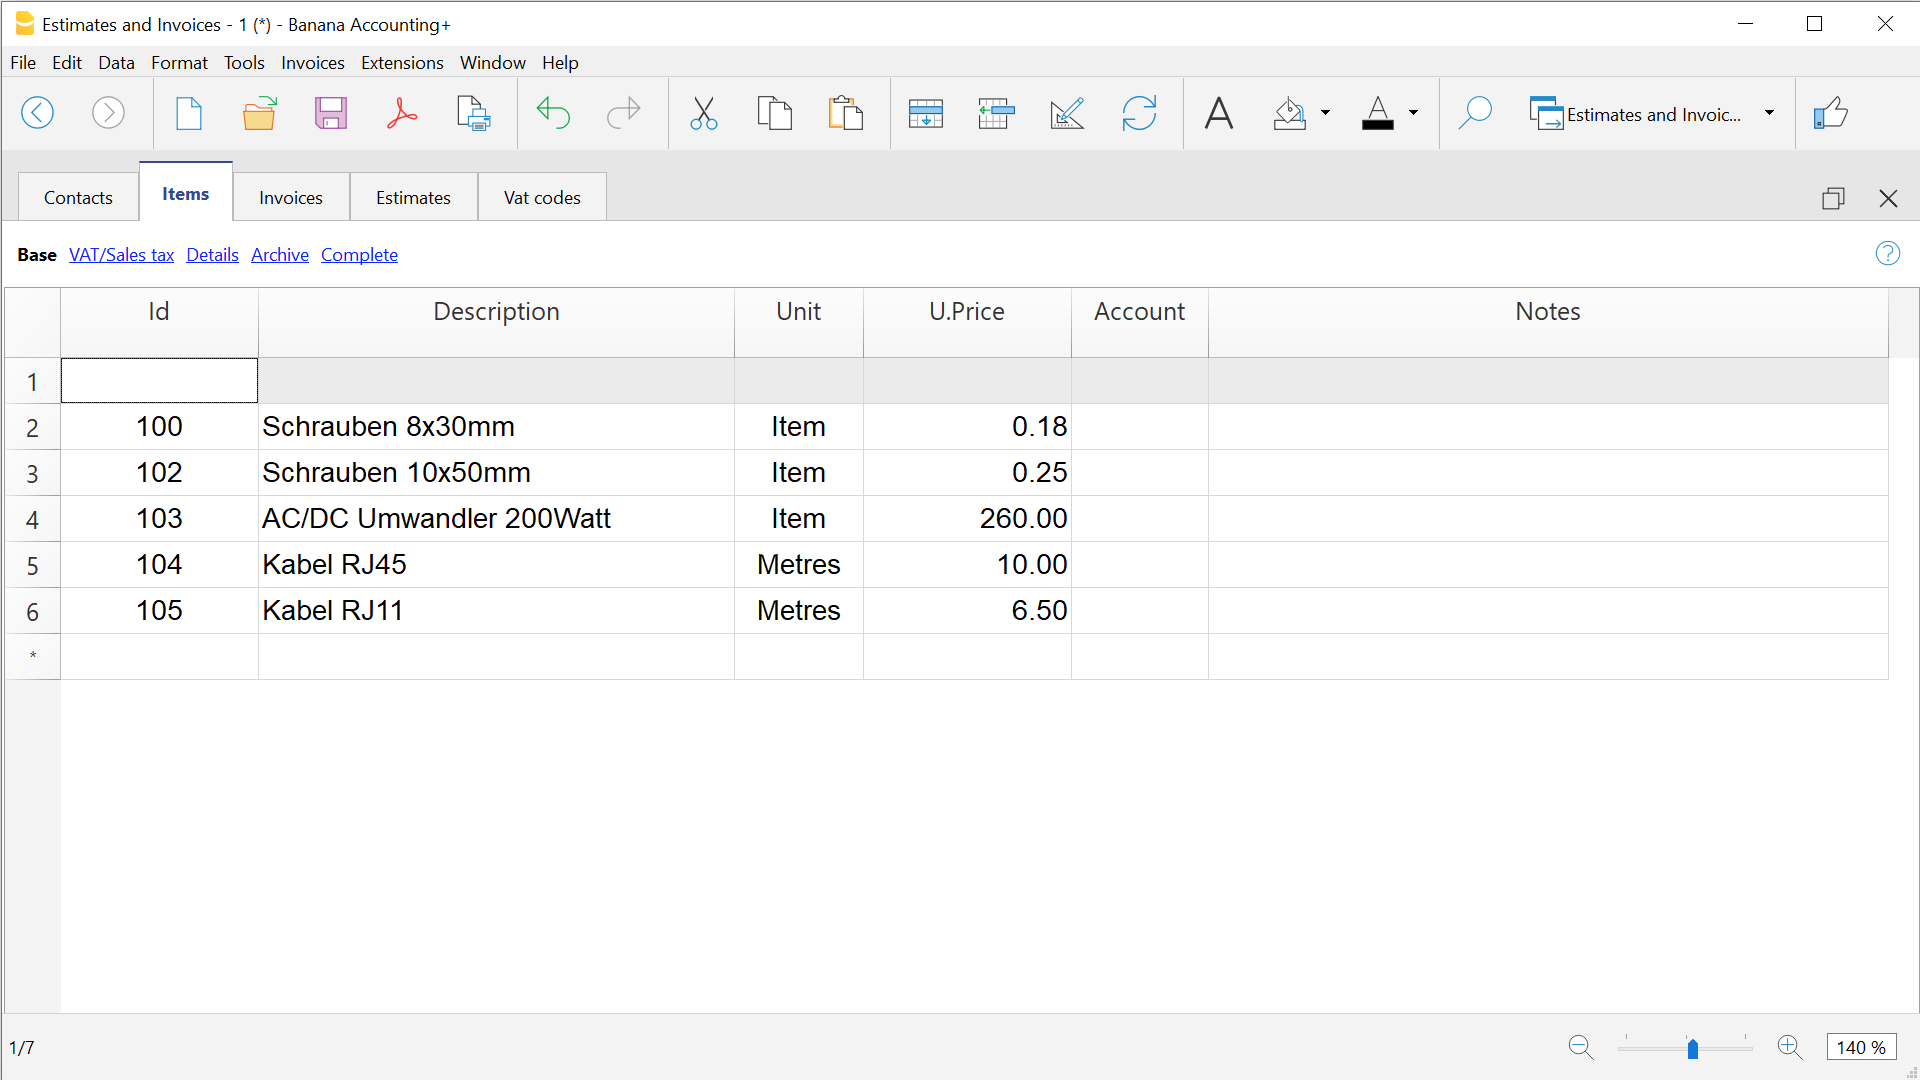 Estimates and Invoices - 1 (*) - Banana Accounting+
File Edit Data Format Tools Invoices Extensions Window Help
Estimates and Invoic...
Contacts Items Invoices Estimates Vat codes
Base VAT/Sales tax Details Archive Complete
Id Description Unit U.Price Account Notes
1
2 100 Schrauben 8x30mm Item 0.18
3 102 Schrauben 10x50mm Item 0.25
4 103 AC/DC Umwandler 200Watt Item 260.00
5 104 Kabel RJ45 Metres 10.00
6 105 Kabel RJ11 Metres 6.50
*
1/7 140 %